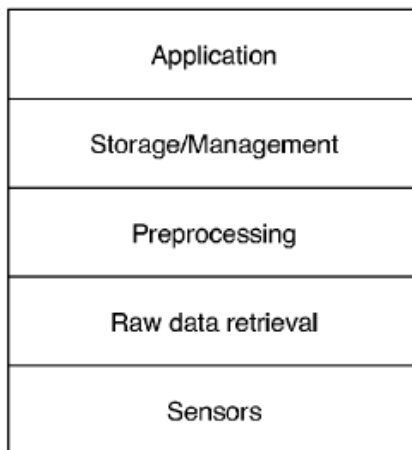 Application
Storage/Management
Preprocessing
Raw data retrieval
Sensors